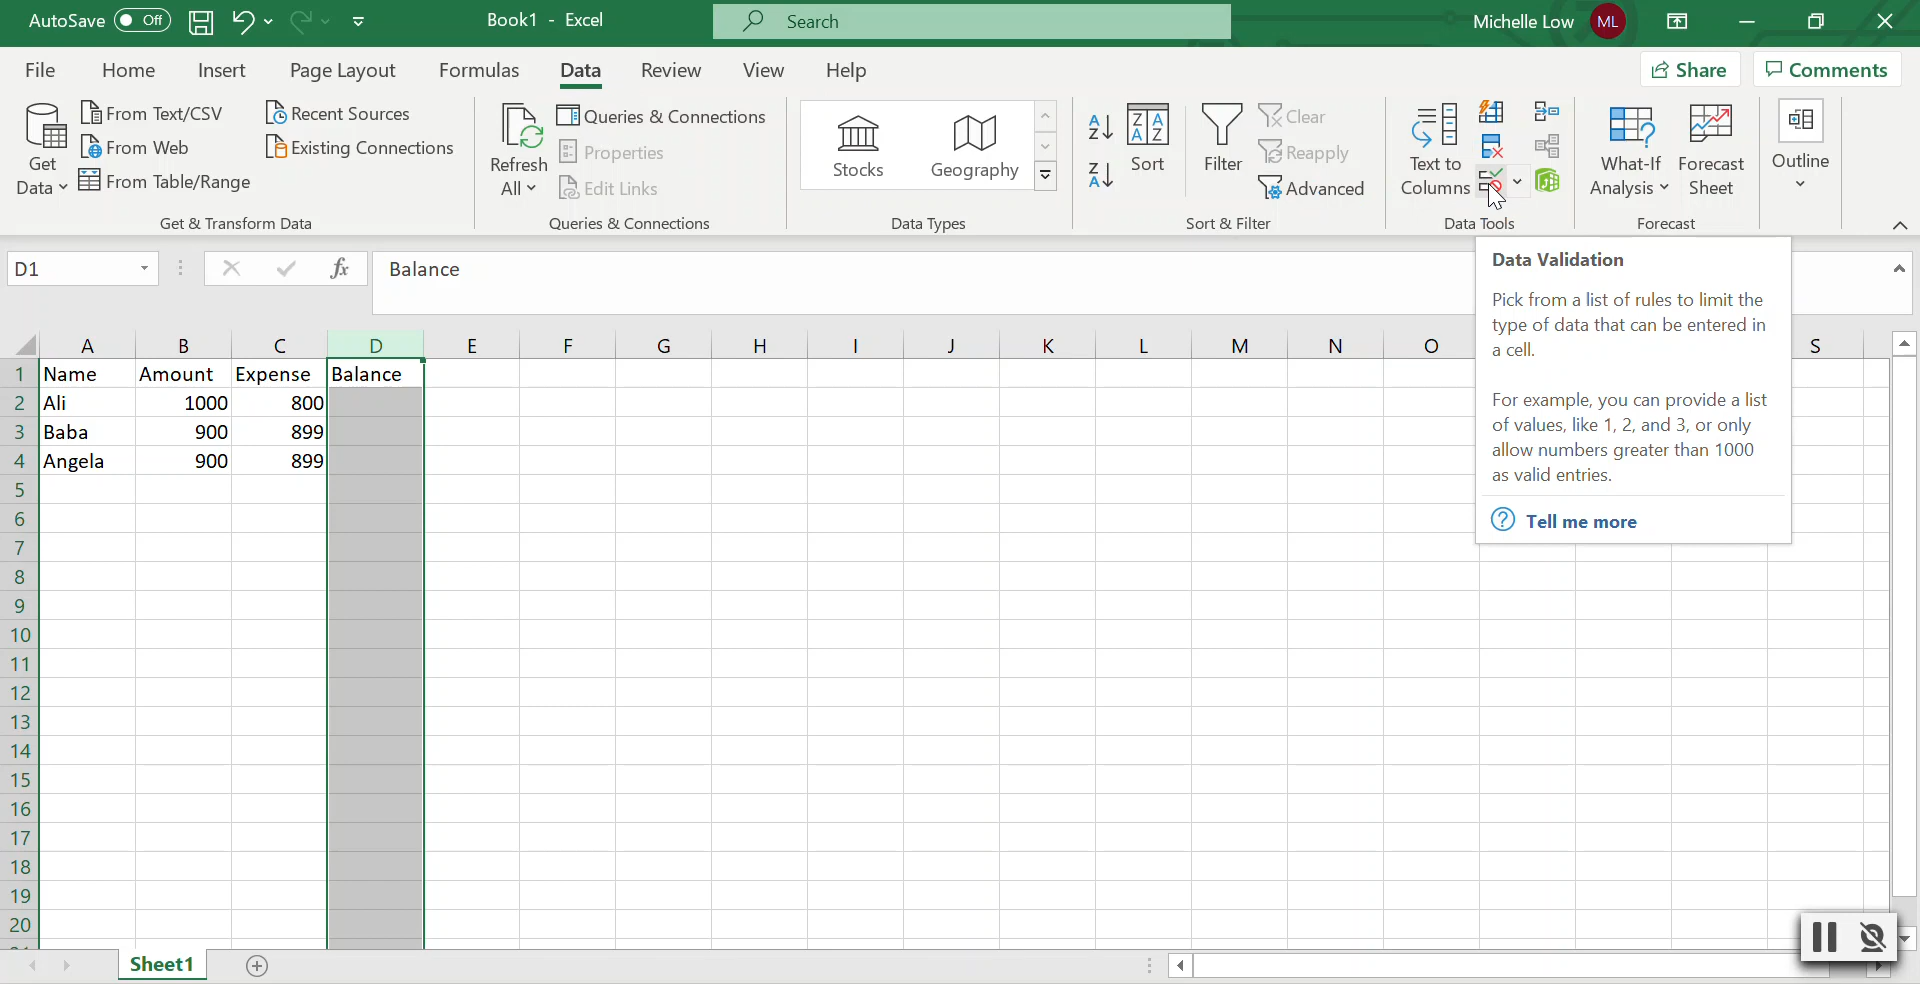 AutoSave Off Book1 - Excel Search Michelle Low ML
File Home Insert Page Layout Formulas Data Review View Help Share Comments
Get Data
From Text/CSV
From Web
From Table/Range
Recent Sources
Existing Connections
Get & Transform Data
Refresh All
Queries & Connections
Properties
Edit Links
Queries & Connections
Stocks
Geography
Data Types
Sort
Filter
Clear
Reapply
Advanced
Sort & Filter
Text to
Columns
Data Tools
What-If
Analysis
Forecast
Sheet
Forecast
Outline
D1
fx
Balance
Data Validation
Pick from a list of rules to limit the
type of data that can be entered in
a cell.
For example, you can provide a list
of values, like 1, 2, and 3, or only
allow numbers greater than 1000
as valid entries.
Tell me more
A B C D E F G H I J K L M N O S
1 Name Amount Expense Balance
2 Ali 1000 800
3 Baba 900 899
4 Angela 900 899
5
6
7
8
9
10
11
12
13
14
15
16
17
18
19
20
Sheet1